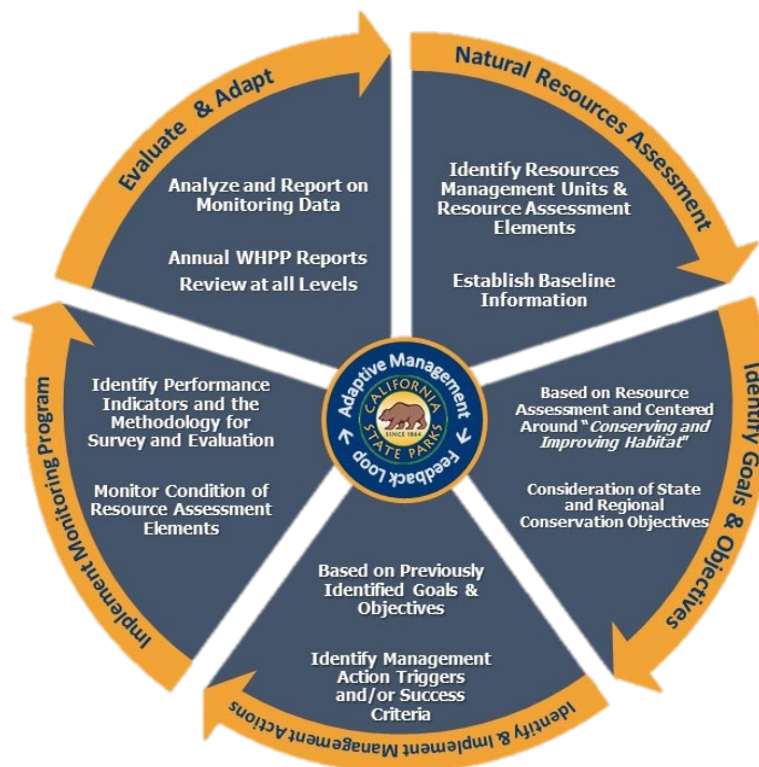 Natural Resources Assessment
Identify Resources
Management Units &
Resource Assessment
Elements
Establish Baseline
Information
Identify Goals & Objectives
Based on Resource
Assessment and Centered
Around "Conserving and
Improving Habitat"
Consideration of State
and Regional
Conservation Objectives
Identify & Implement Management Actions
Based on Previously
Identified Goals &
Objectives
Identify Management
Action Triggers
and/or Success
Criteria
Implement Monitoring Program
Identify Performance
Indicators and the
Methodology for
Survey and Evaluation
Monitor Condition of
Resource Assessment
Elements
Evaluate & Adapt
Analyze and Report on
Monitoring Data
Annual WHPP Reports
Review at all Levels
Adaptive Management
Feedback Loop
CALIFORNIA
SINCE 1864
STATE PARKS